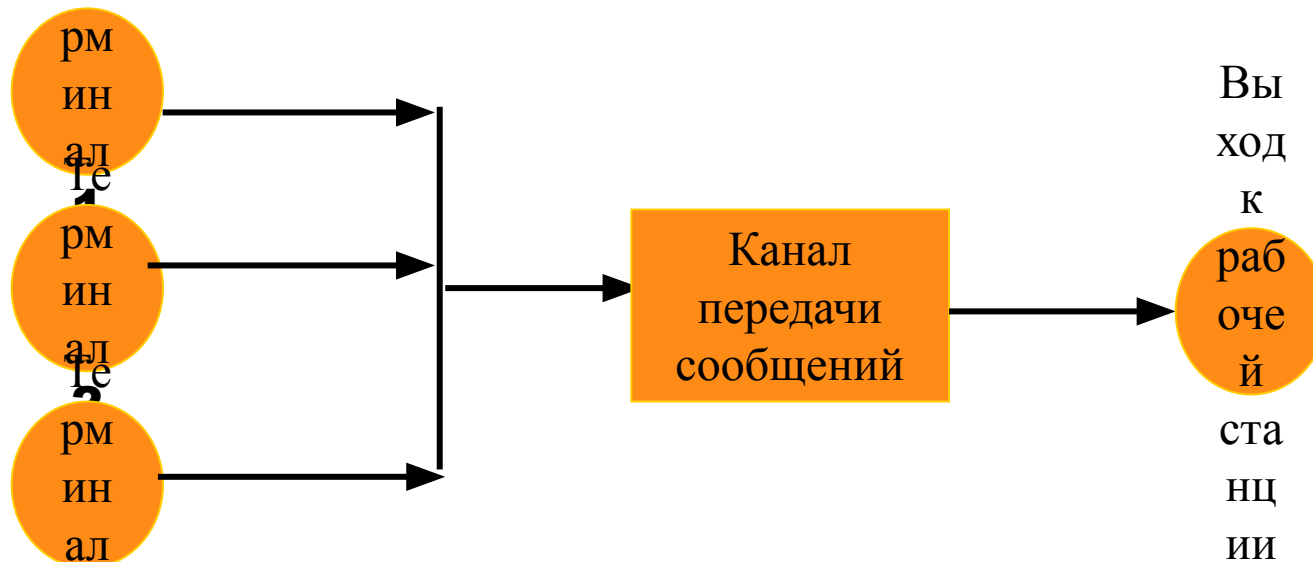 рм
ин
ал
Те
рм
ин
ал
Те
рм
ин
ал
Канал
передачи
сообщений
Вы
ход
к
раб
оче
й
ста
нц
ии